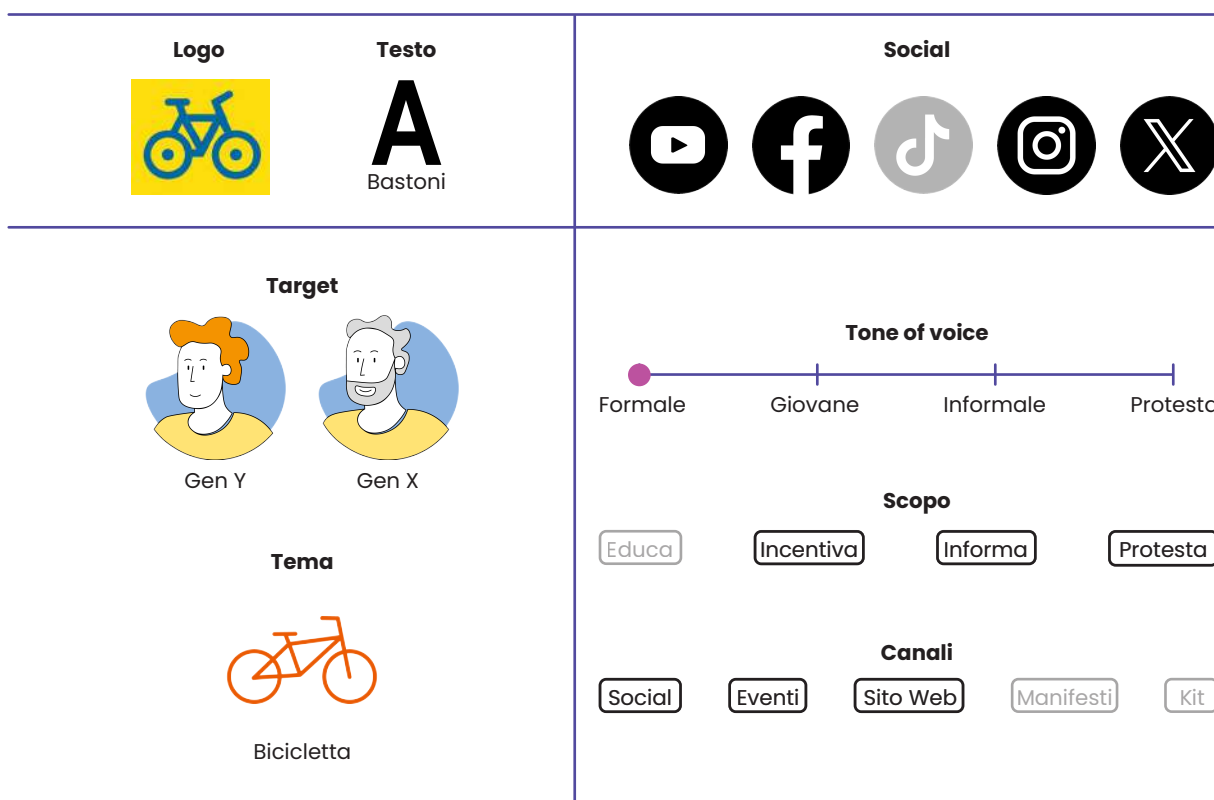 Logo
Testo
A
Bastoni
Social
Target
Gen Y
Gen X
Tema
Bicicletta
Tone of voice
Formale
Giovane
Informale
Protesta
Scopo
Educa
Incentiva
Informa
Protesta
Canali
Social
Eventi
Sito Web
Manifesti
Kit